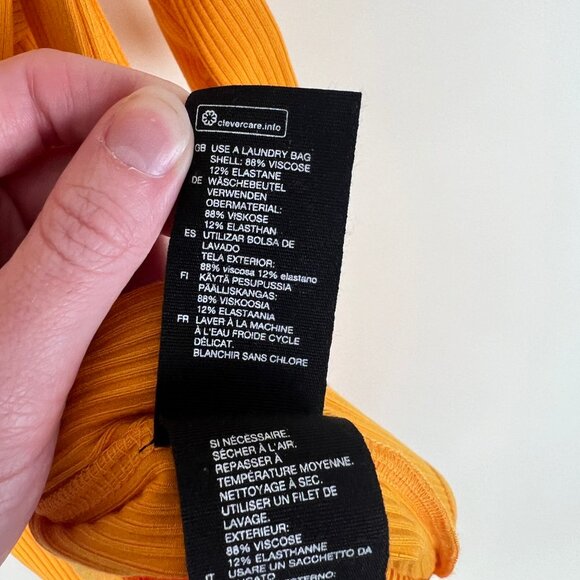 clevercare.info
GB USE A LAUNDRY BAG
SHELL: 88% VISCOSE
12% ELASTANE
DE WÄSCHEBEUTEL
VERWENDEN
OBERMATERIAL:
88% VISKOSE
12% ELASTHAN
ES UTILIZAR BOLSA DE
LAVADO
TELA EXTERIOR:
88% viscosa 12% elastano
FI KÄYTÄ PESUPUSSIA
PÄÄLLISKANGAS:
88% VISKOOSIA
12% ELASTAANIA
FR LAVER À LA MACHINE
À L'EAU FROIDE CYCLE
DÉLICAT.
BLANCHIR SANS CHLORE
SI NÉCESSAIRE.
SÉCHER À L'AIR.
REPASSER À
TEMPÉRATURE MOYENNE.
NETTOYAGE À SEC.
UTILISER UN FILET DE
LAVAGE.
EXTERIEUR:
88% VISCOSE
12% ELASTHANNE
IT USARE UN SACCHETTO DA